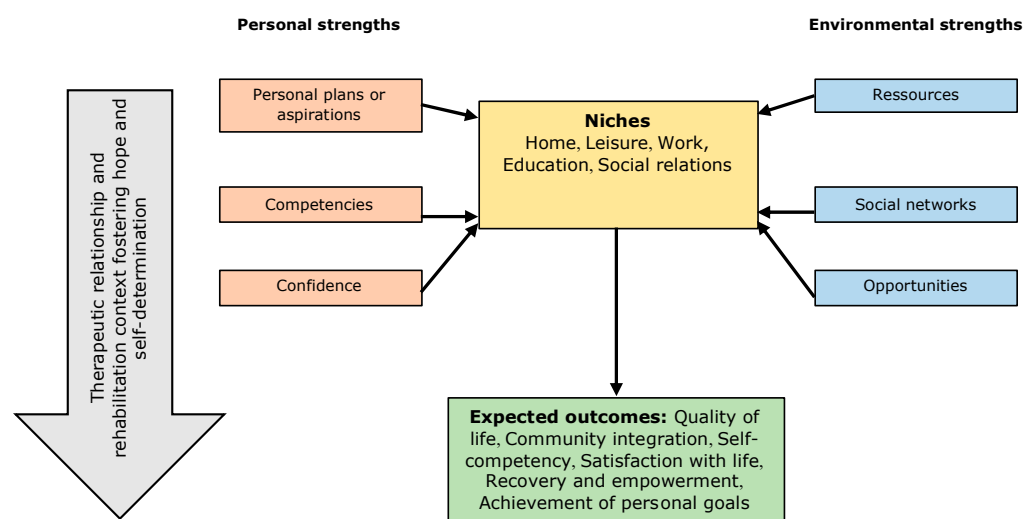 Personal strengths
Environmental strengths
Personal plans or
aspirations
Competencies
Confidence
Niches
Home, Leisure, Work,
Education, Social relations
Ressources
Social networks
Opportunities
Therapeutic relationship and
rehabilitation context fostering hope and
self-determination
Expected outcomes: Quality of
life, Community integration, Self-
competency, Satisfaction with life,
Recovery and empowerment,
Achievement of personal goals